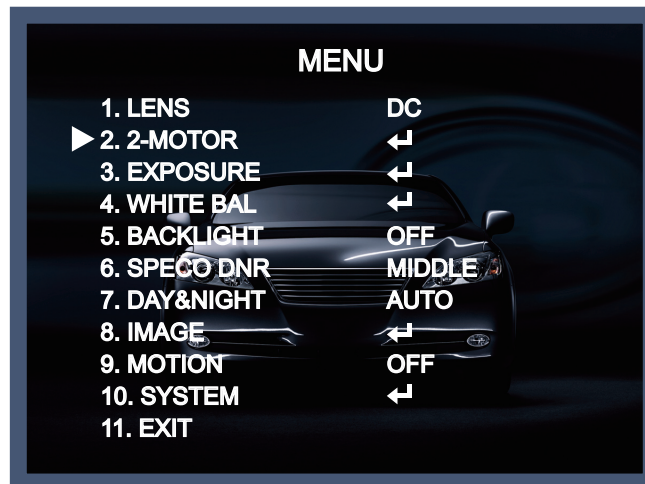 MENU
1. LENS DC
▶ 2. 2-MOTOR ↵
3. EXPOSURE ↵
4. WHITE BAL ↵
5. BACKLIGHT OFF
6. SPECO DNR MIDDLE
7. DAY&NIGHT AUTO
8. IMAGE ↵
9. MOTION OFF
10. SYSTEM ↵
11. EXIT